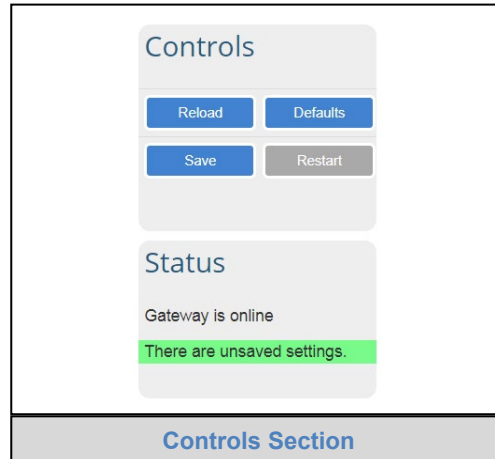 Controls
Reload Defaults
Save Restart
Status
Gateway is online
There are unsaved settings.
Controls Section